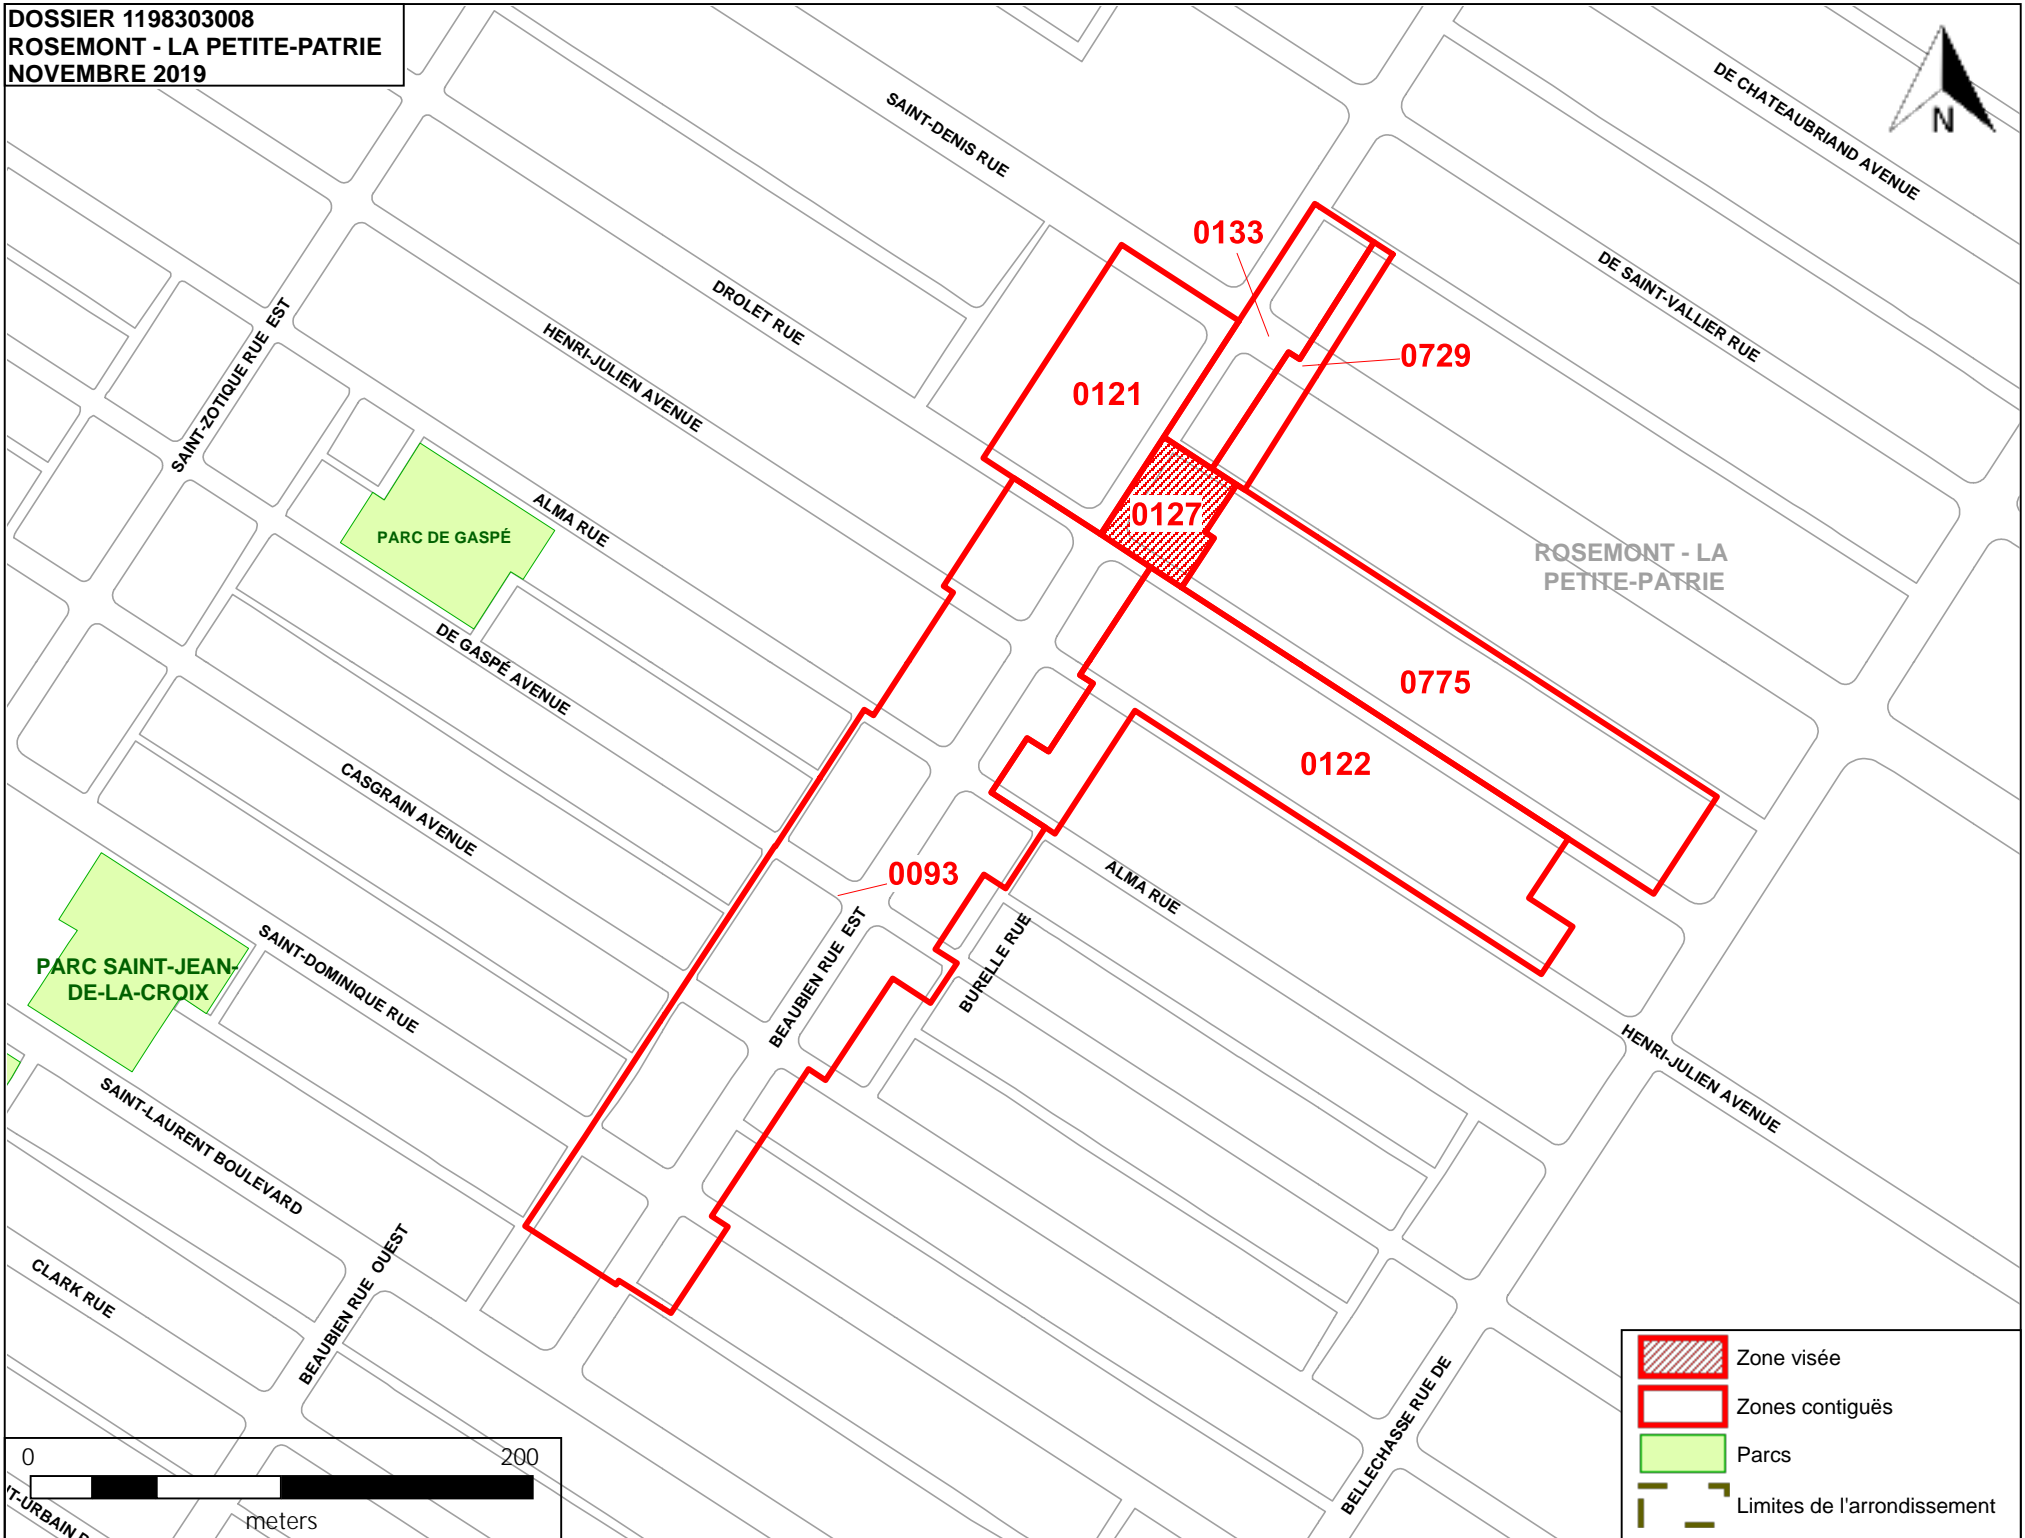 DOSSIER 1198303008
ROSEMONT - LA PETITE-PATRIE
NOVEMBRE 2019
N
DE CHATEAUBRIAND AVENUE
SAINT-DENIS RUE
0133
DE SAINT-VALLIER RUE
DROLET RUE
HENRI-JULIEN AVENUE
SAINT-ZOTIQUE RUE EST
0729
0121
ALMA RUE
PARC DE GASPÉ
0127
ROSEMONT - LA
PETITE-PATRIE
DE GASPÉ AVENUE
0775
0122
CASGRAIN AVENUE
0093
ALMA RUE
BEAUBIEN RUE EST
BURELLE RUE
PARC SAINT-JEAN-
DE-LA-CROIX
SAINT-DOMINIQUE RUE
HENRI-JULIEN AVENUE
SAINT-LAURENT BOULEVARD
CLARK RUE
BEAUBIEN RUE OUEST
BELLECHASSE RUE DE
Zone visée
Zones contiguës
Parcs
Limites de l'arrondissement
0 200
meters